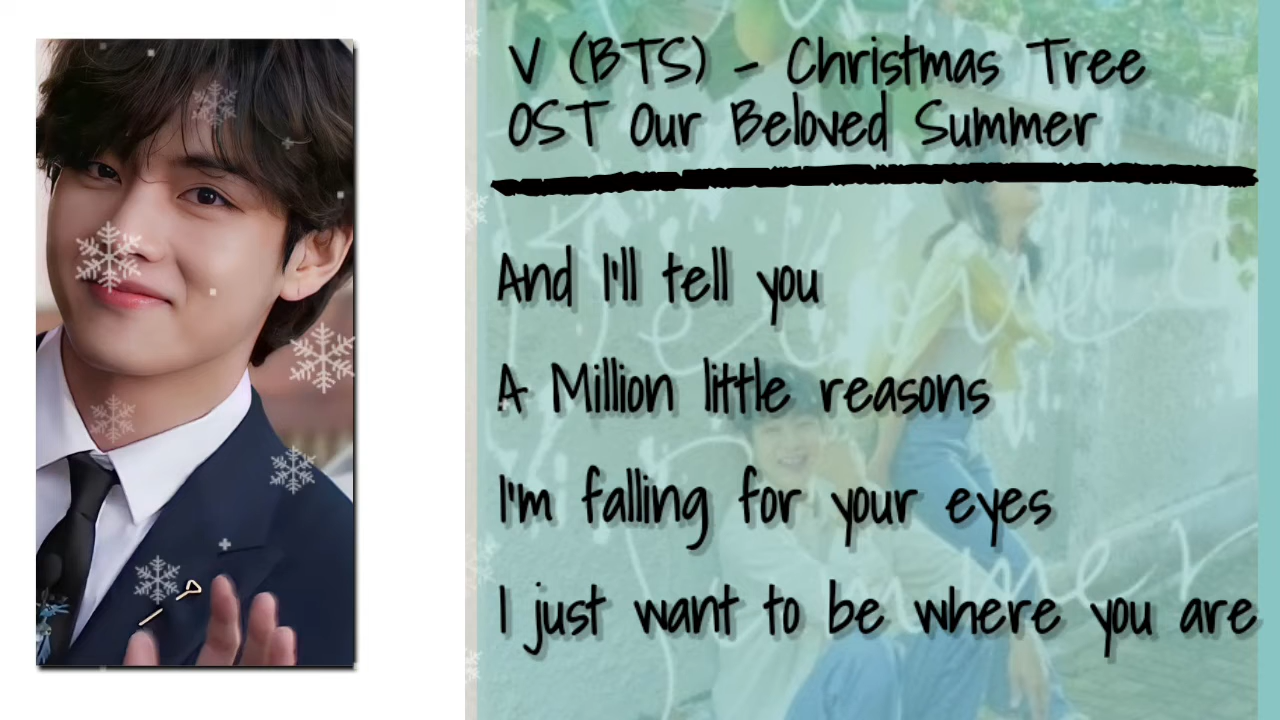 V (BTS) - Christmas Tree
OST Our Beloved Summer
And I'll tell you
A Million little reasons
I'm falling for your eyes
I just want to be where you are